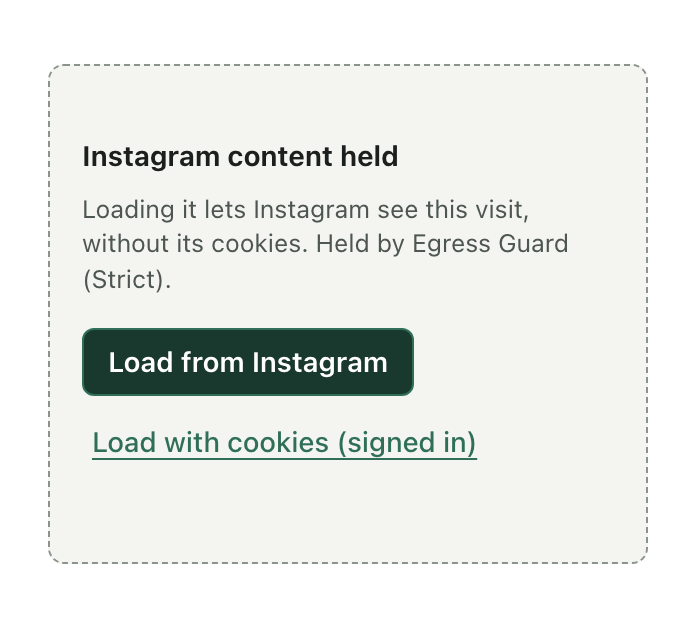 Instagram content held
Loading it lets Instagram see this visit,
without its cookies. Held by Egress Guard
(Strict).
Load from Instagram
Load with cookies (signed in)